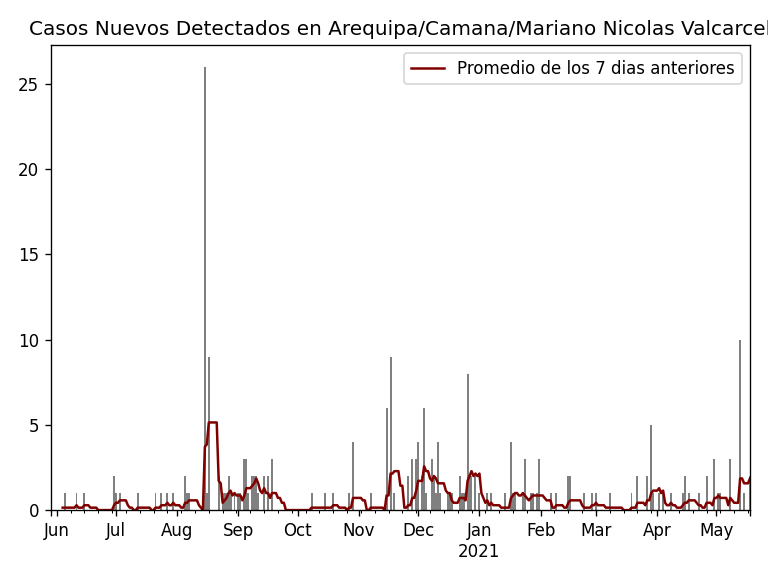 Casos Nuevos Detectados en Arequipa/Camana/Mariano Nicolas Valcarcel
Promedio de los 7 dias anteriores
25
20
15
10
5
0
Jun Jul Aug Sep Oct Nov Dec Jan Feb Mar Apr May
2021